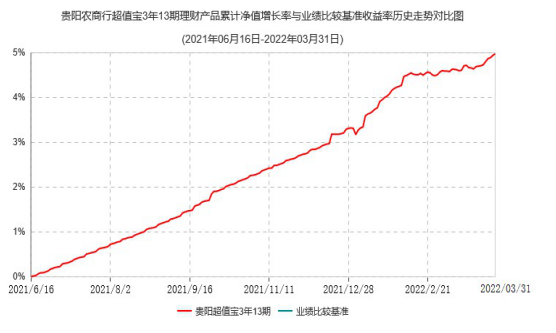 贵阳农商行超值宝3年13期理财产品累计净值增长率与业绩比较基准收益率历史走势对比图
(2021年06月16日-2022年03月31日)
5%
4%
3%
2%
1%
0%
2021/6/16 2021/8/2 2021/9/16 2021/11/11 2021/12/28 2022/2/21 2022/03/31
贵阳超值宝3年13期 业绩比较基准